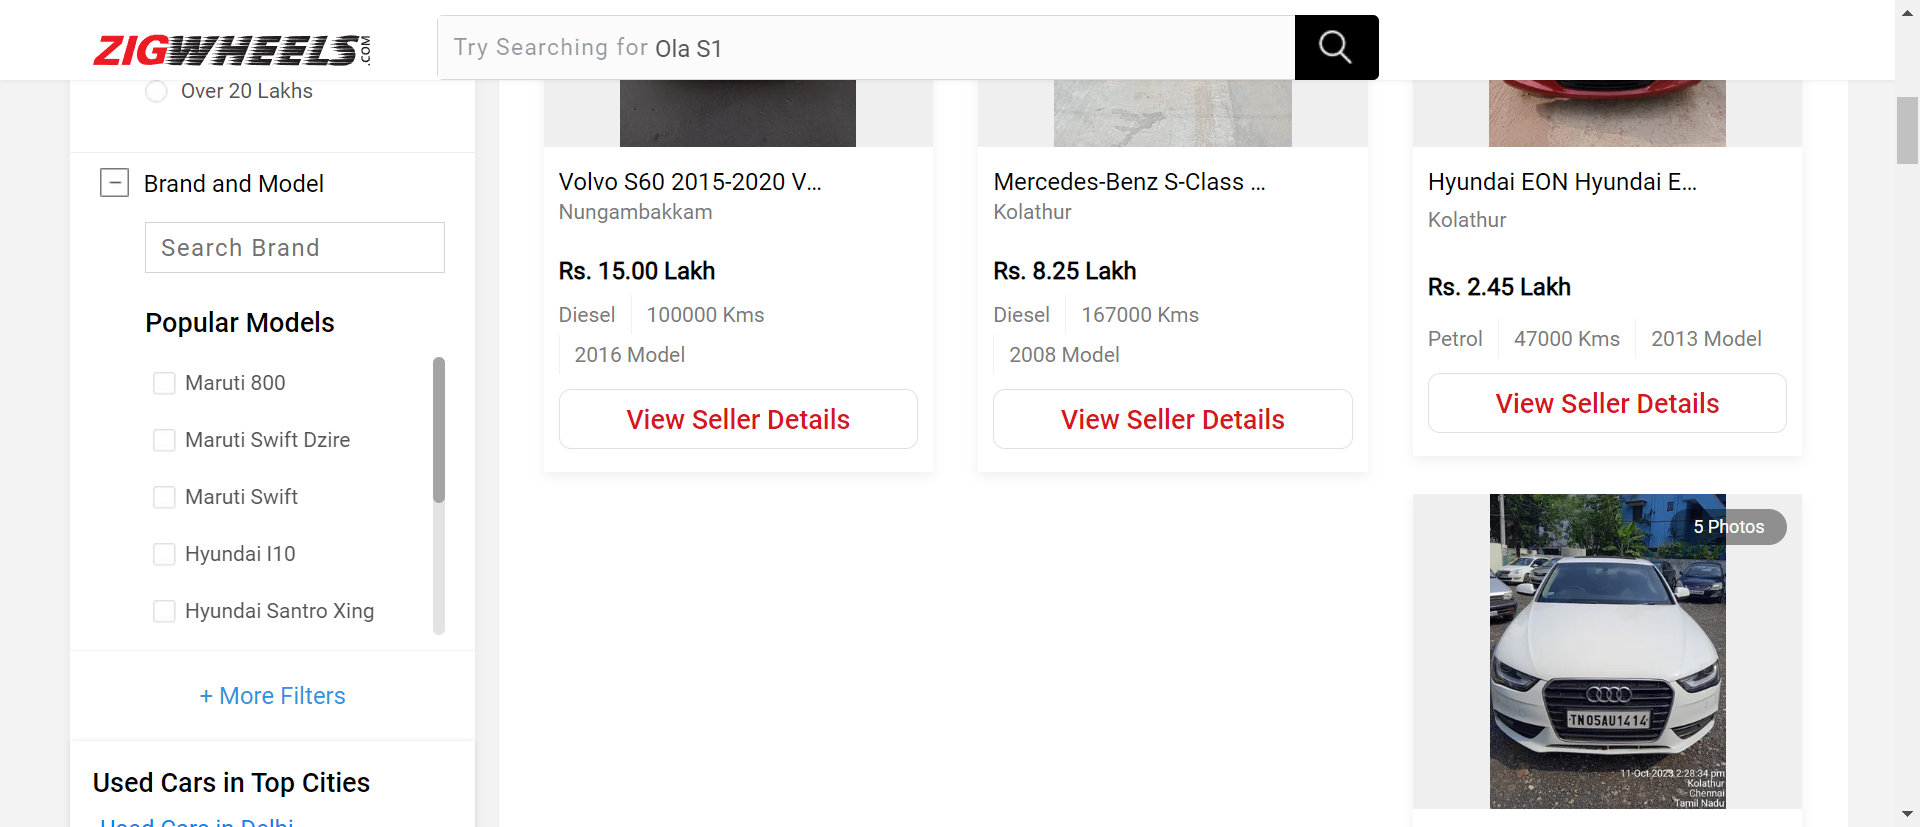 ZIGWHEELS.COM
Try Searching for Ola S1
Over 20 Lakhs
Brand and Model
Search Brand
Popular Models
Maruti 800
Maruti Swift Dzire
Maruti Swift
Hyundai I10
Hyundai Santro Xing
+ More Filters
Used Cars in Top Cities
Used Cars in Delhi
Volvo S60 2015-2020 V...
Nungambakkam
Rs. 15.00 Lakh
Diesel 100000 Kms
2016 Model
View Seller Details
Mercedes-Benz S-Class ...
Kolathur
Rs. 8.25 Lakh
Diesel 167000 Kms
2008 Model
View Seller Details
Hyundai EON Hyundai E...
Kolathur
Rs. 2.45 Lakh
Petrol 47000 Kms 2013 Model
View Seller Details
5 Photos
TN05AU1414
11-Oct-2023 2:28:34 pm
Kolathur
Chennai
Tamil Nadu